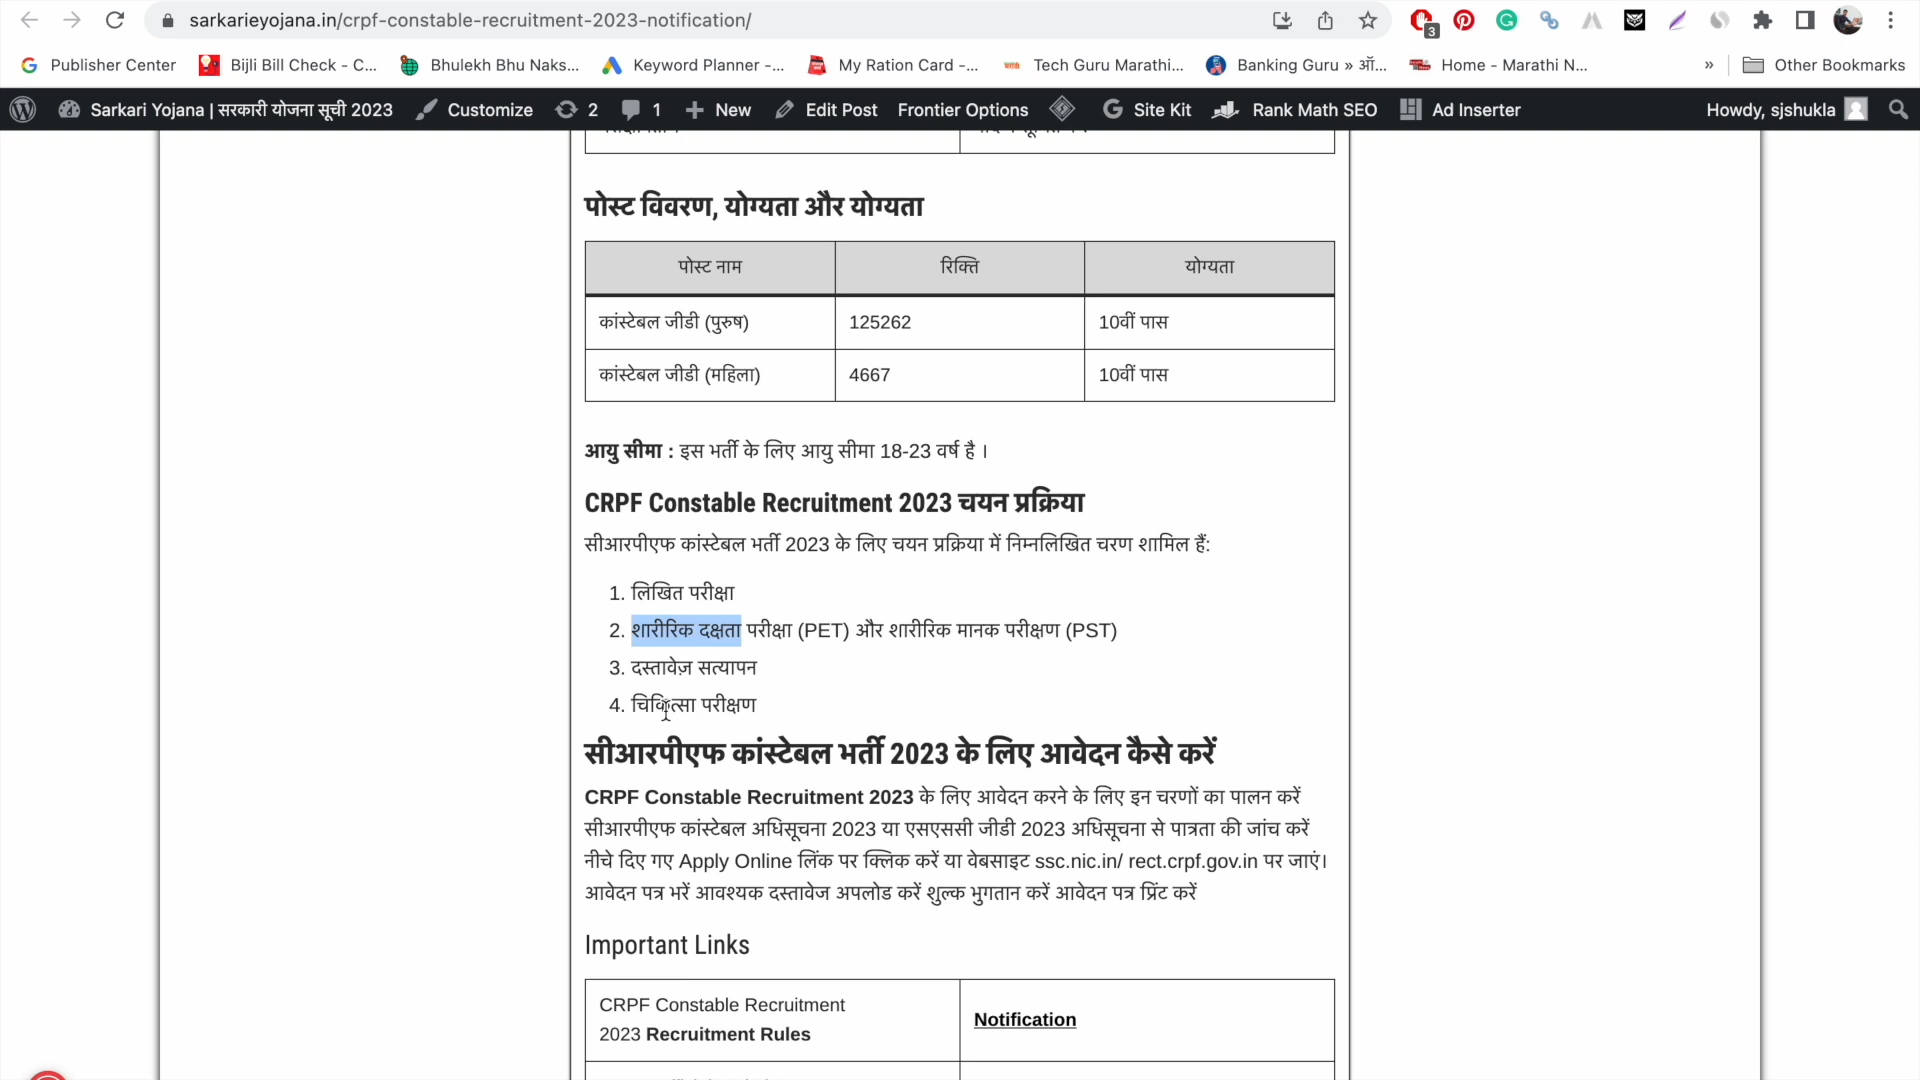 sarkarieyojana.in/crpf-constable-recruitment-2023-notification/
3
Publisher Center
Bijli Bill Check - C...
Bhulekh Bhu Naks...
Keyword Planner -...
My Ration Card -...
Tech Guru Marathi...
Banking Guru » ऑ...
Home - Marathi N...
»
Other Bookmarks
Sarkari Yojana | सरकारी योजना सूची 2023
Customize
2
1
New
Edit Post
Frontier Options
Site Kit
Rank Math SEO
Ad Inserter
Howdy, sjshukla
पोस्ट विवरण, योग्यता और योग्यता
पोस्ट नाम रिक्ति योग्यता
कांस्टेबल जीडी (पुरुष) 125262 10वीं पास
कांस्टेबल जीडी (महिला) 4667 10वीं पास
आयु सीमा : इस भर्ती के लिए आयु सीमा 18-23 वर्ष है ।
CRPF Constable Recruitment 2023 चयन प्रक्रिया
सीआरपीएफ कांस्टेबल भर्ती 2023 के लिए चयन प्रक्रिया में निम्नलिखित चरण शामिल हैं:
1. लिखित परीक्षा
2. शारीरिक दक्षता परीक्षा (PET) और शारीरिक मानक परीक्षण (PST)
3. दस्तावेज़ सत्यापन
4. चिकित्सा परीक्षण
सीआरपीएफ कांस्टेबल भर्ती 2023 के लिए आवेदन कैसे करें
CRPF Constable Recruitment 2023 के लिए आवेदन करने के लिए इन चरणों का पालन करें
सीआरपीएफ कांस्टेबल अधिसूचना 2023 या एसएससी जीडी 2023 अधिसूचना से पात्रता की जांच करें
नीचे दिए गए Apply Online लिंक पर क्लिक करें या वेबसाइट ssc.nic.in/ rect.crpf.gov.in पर जाएं।
आवेदन पत्र भरें आवश्यक दस्तावेज अपलोड करें शुल्क भुगतान करें आवेदन पत्र प्रिंट करें
Important Links
CRPF Constable Recruitment
2023 Recruitment Rules
Notification